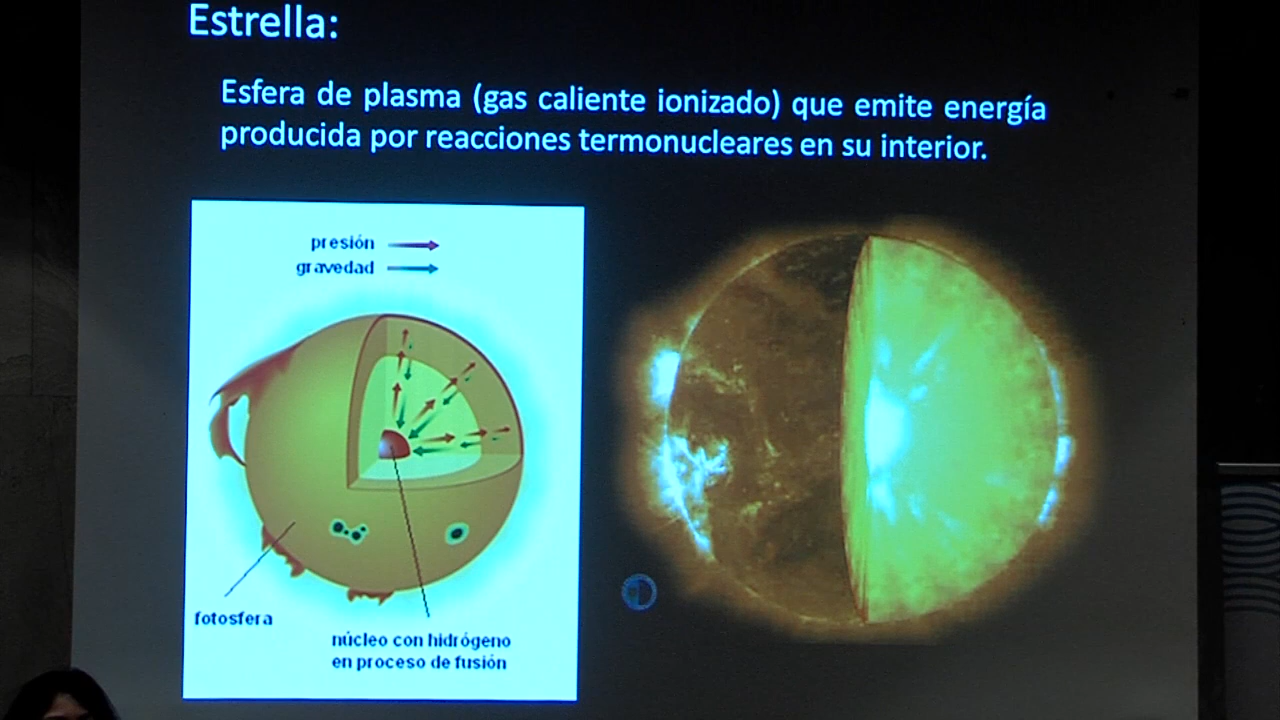 Estrella:
Esfera de plasma (gas caliente ionizado) que emite energía
producida por reacciones termonucleares en su interior.
presión
gravedad
fotosfera
núcleo con hidrógeno
en proceso de fusión